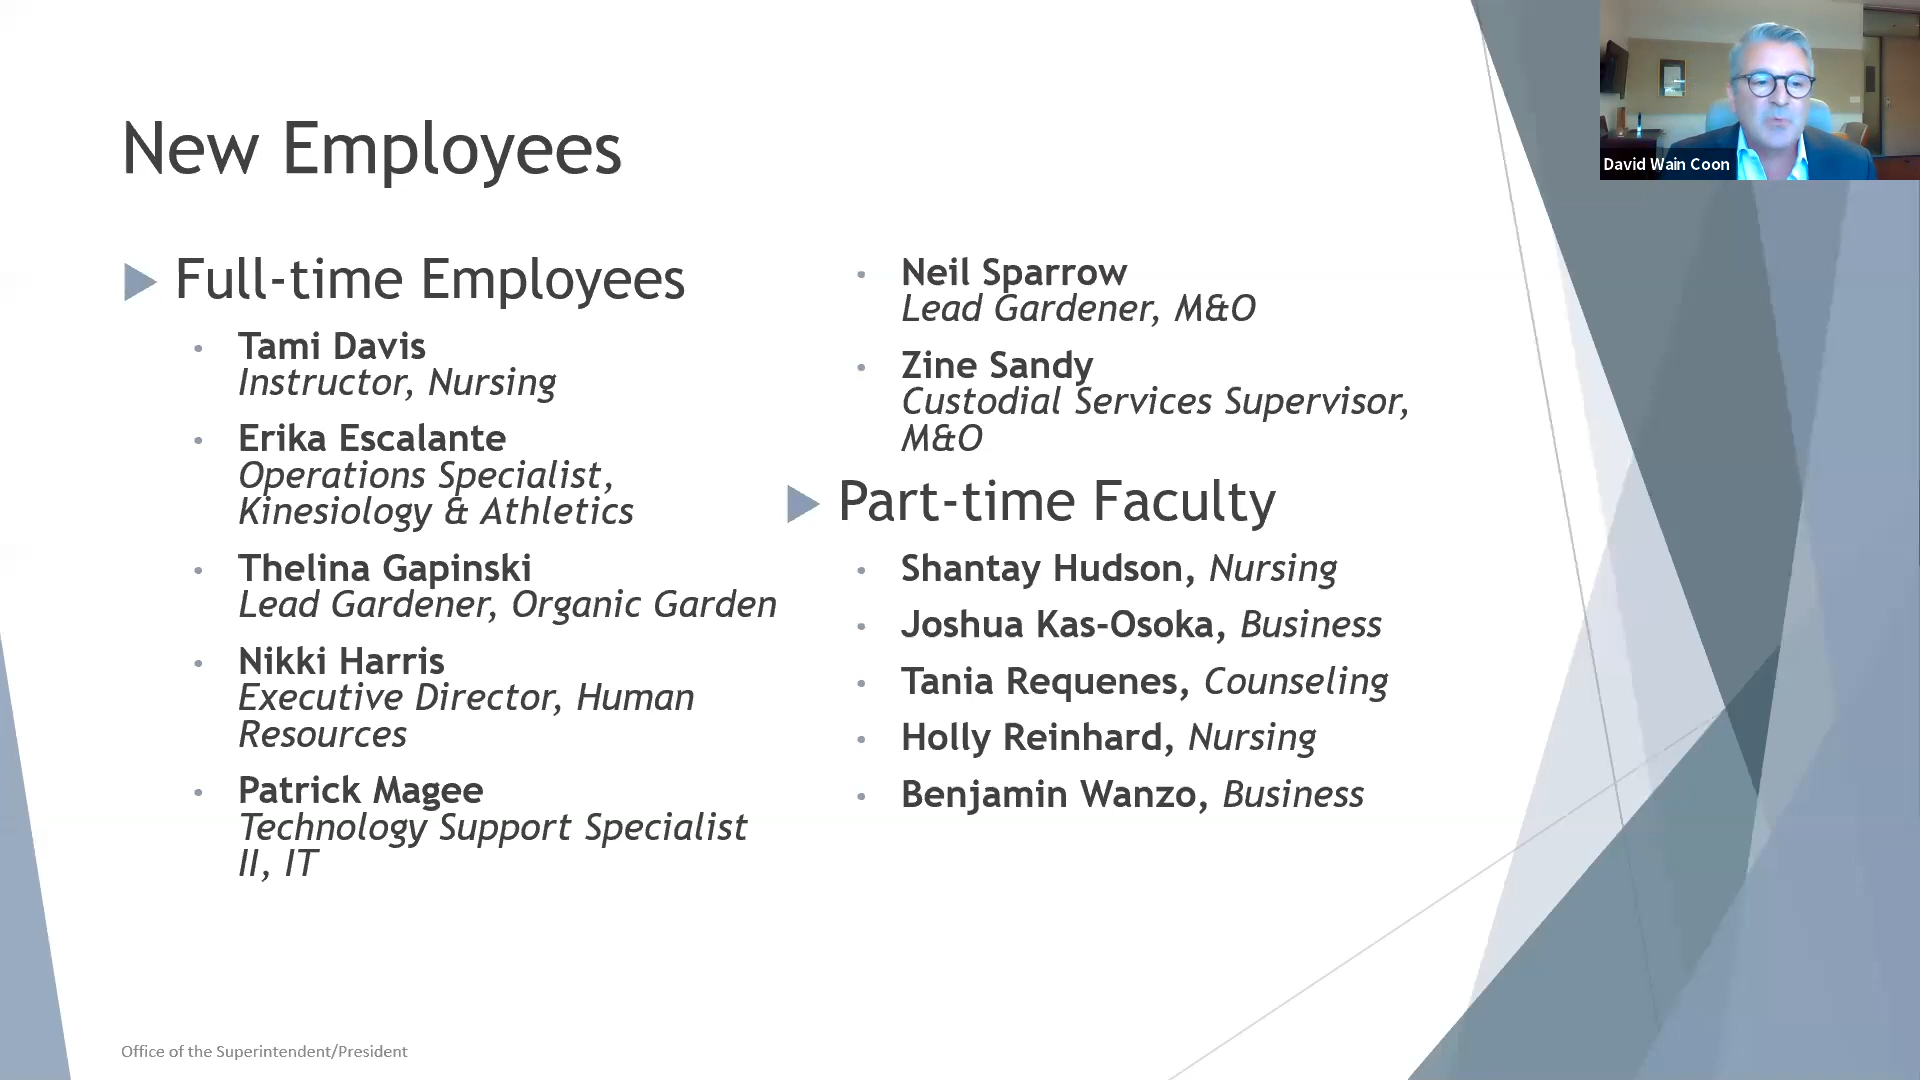 New Employees
Full-time Employees
Tami Davis
Instructor, Nursing
Erika Escalante
Operations Specialist,
Kinesiology & Athletics
Thelina Gapinski
Lead Gardener, Organic Garden
Nikki Harris
Executive Director, Human
Resources
Patrick Magee
Technology Support Specialist
II, IT
Neil Sparrow
Lead Gardener, M&O
Zine Sandy
Custodial Services Supervisor,
M&O
Part-time Faculty
Shantay Hudson, Nursing
Joshua Kas-Osoka, Business
Tania Requenes, Counseling
Holly Reinhard, Nursing
Benjamin Wanzo, Business
David Wain Coon
Office of the Superintendent/President